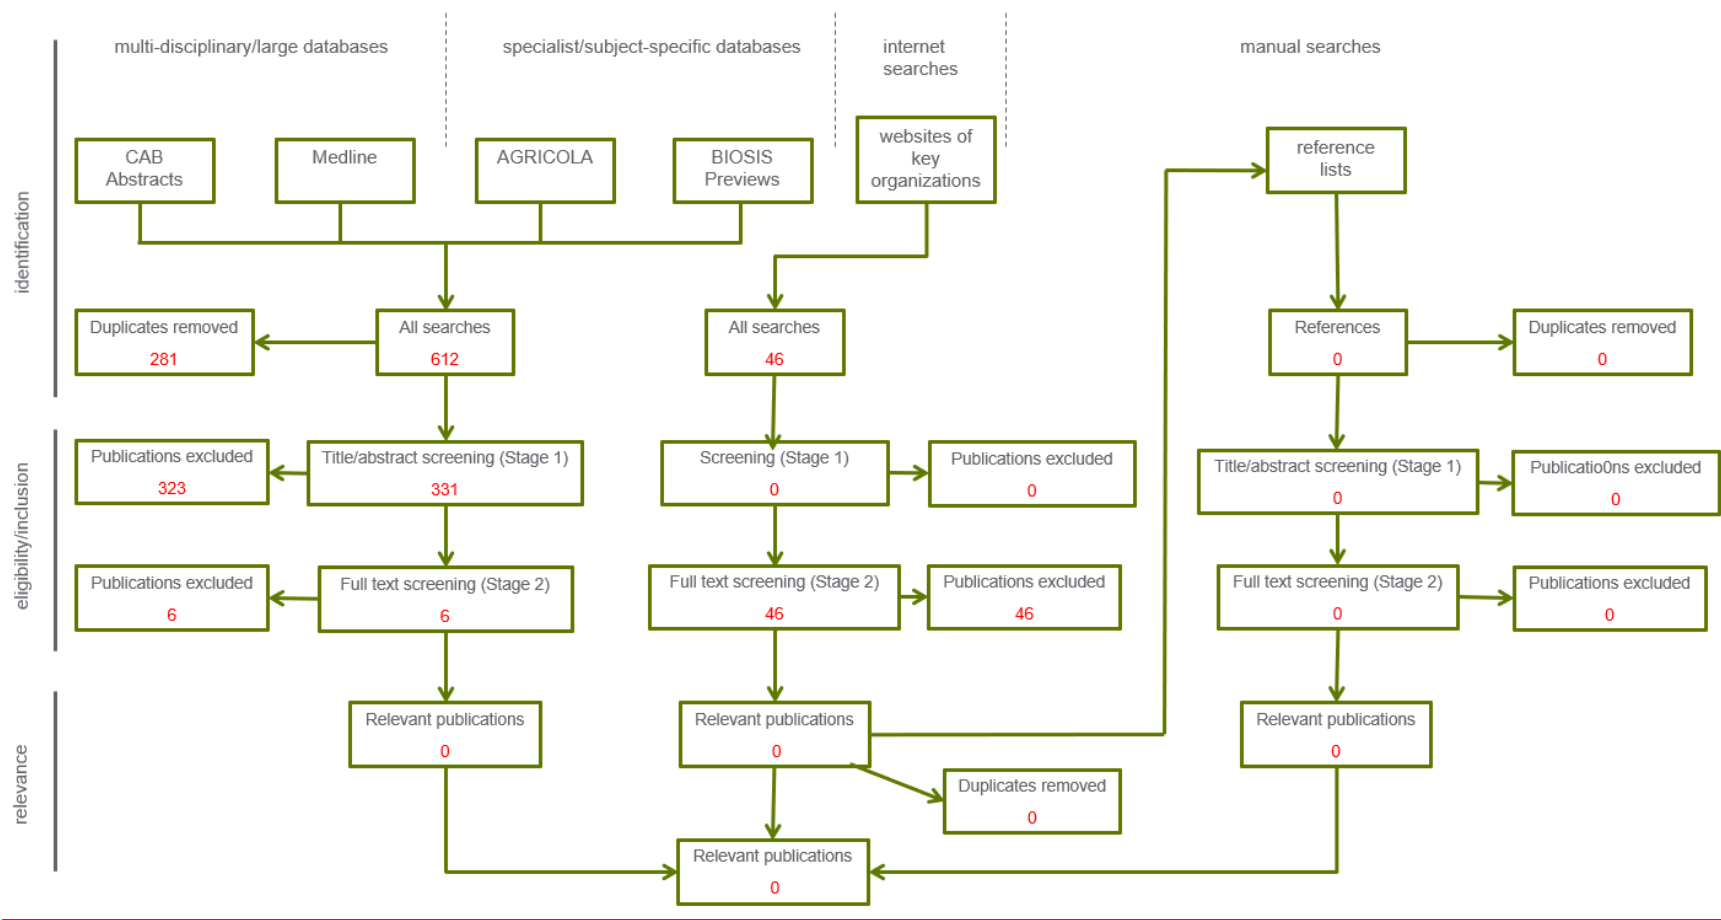 multi-disciplinary/large databases
specialist/subject-specific databases
internet
searches
manual searches
identification
CAB
Abstracts
Medline
AGRICOLA
BIOSIS
Previews
websites of
key
organizations
reference
lists
Duplicates removed
281
All searches
612
All searches
46
References
0
Duplicates removed
0
eligibility/inclusion
Publications excluded
323
Title/abstract screening (Stage 1)
331
Screening (Stage 1)
0
Publications excluded
0
Title/abstract screening (Stage 1)
0
Publicatio0ns excluded
0
Publications excluded
6
Full text screening (Stage 2)
6
Full text screening (Stage 2)
46
Publications excluded
46
Full text screening (Stage 2)
0
Publications excluded
0
relevance
Relevant publications
0
Relevant publications
0
Relevant publications
0
Duplicates removed
0
Relevant publications
0